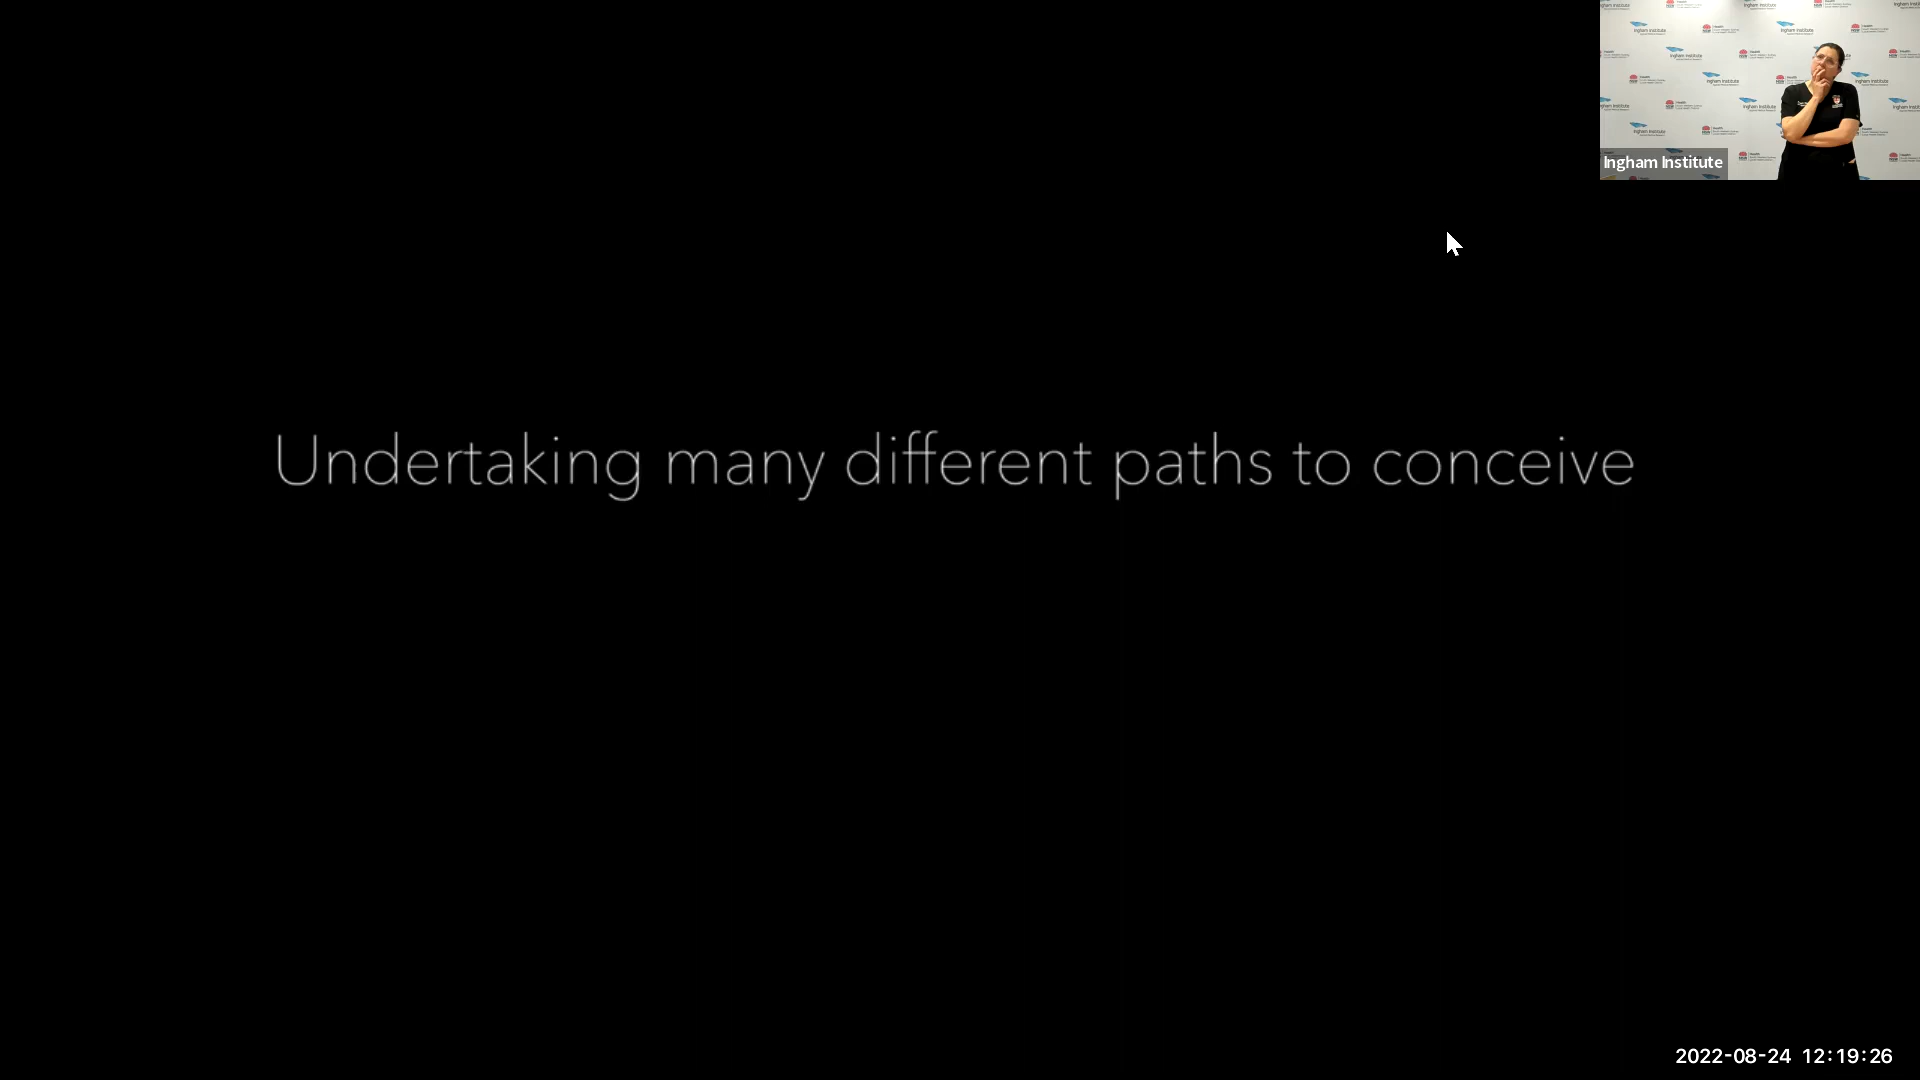 Ingham Institute
Undertaking many different paths to conceive
2022-08-24 12:19:26